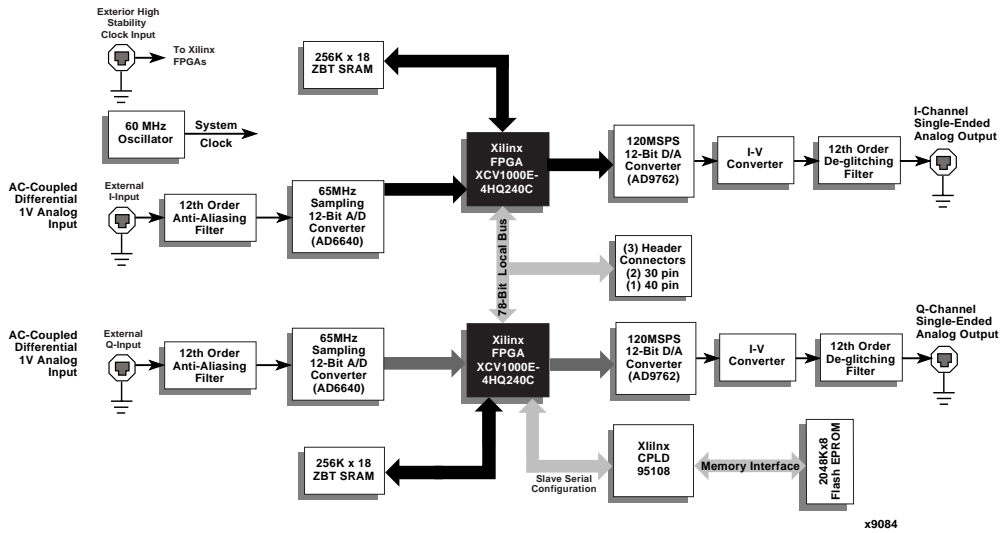 Exterior High
Stability
Clock Input
To Xilinx
FPGAs
60 MHz
Oscillator
System
Clock
256K x 18
ZBT SRAM
AC-Coupled
Differential
1V Analog
Input
External
I-Input
12th Order
Anti-Aliasing
Filter
65MHz
Sampling
12-Bit A/D
Converter
(AD6640)
Xilinx
FPGA
XCV1000E-
4HQ240C
120MSPS
12-Bit D/A
Converter
(AD9762)
I-V
Converter
12th Order
De-glitching
Filter
I-Channel
Single-Ended
Analog Output
78-Bit Local Bus
(3) Header
Connectors
(2) 30 pin
(1) 40 pin
AC-Coupled
Differential
1V Analog
Input
External
Q-Input
12th Order
Anti-Aliasing
Filter
65MHz
Sampling
12-Bit A/D
Converter
(AD6640)
Xilinx
FPGA
XCV1000E-
4HQ240C
120MSPS
12-Bit D/A
Converter
(AD9762)
I-V
Converter
12th Order
De-glitching
Filter
Q-Channel
Single-Ended
Analog Output
256K x 18
ZBT SRAM
Slave Serial
Configuration
XliInx
CPLD
95108
Memory Interface
2048Kx8
Flash EPROM
x9084